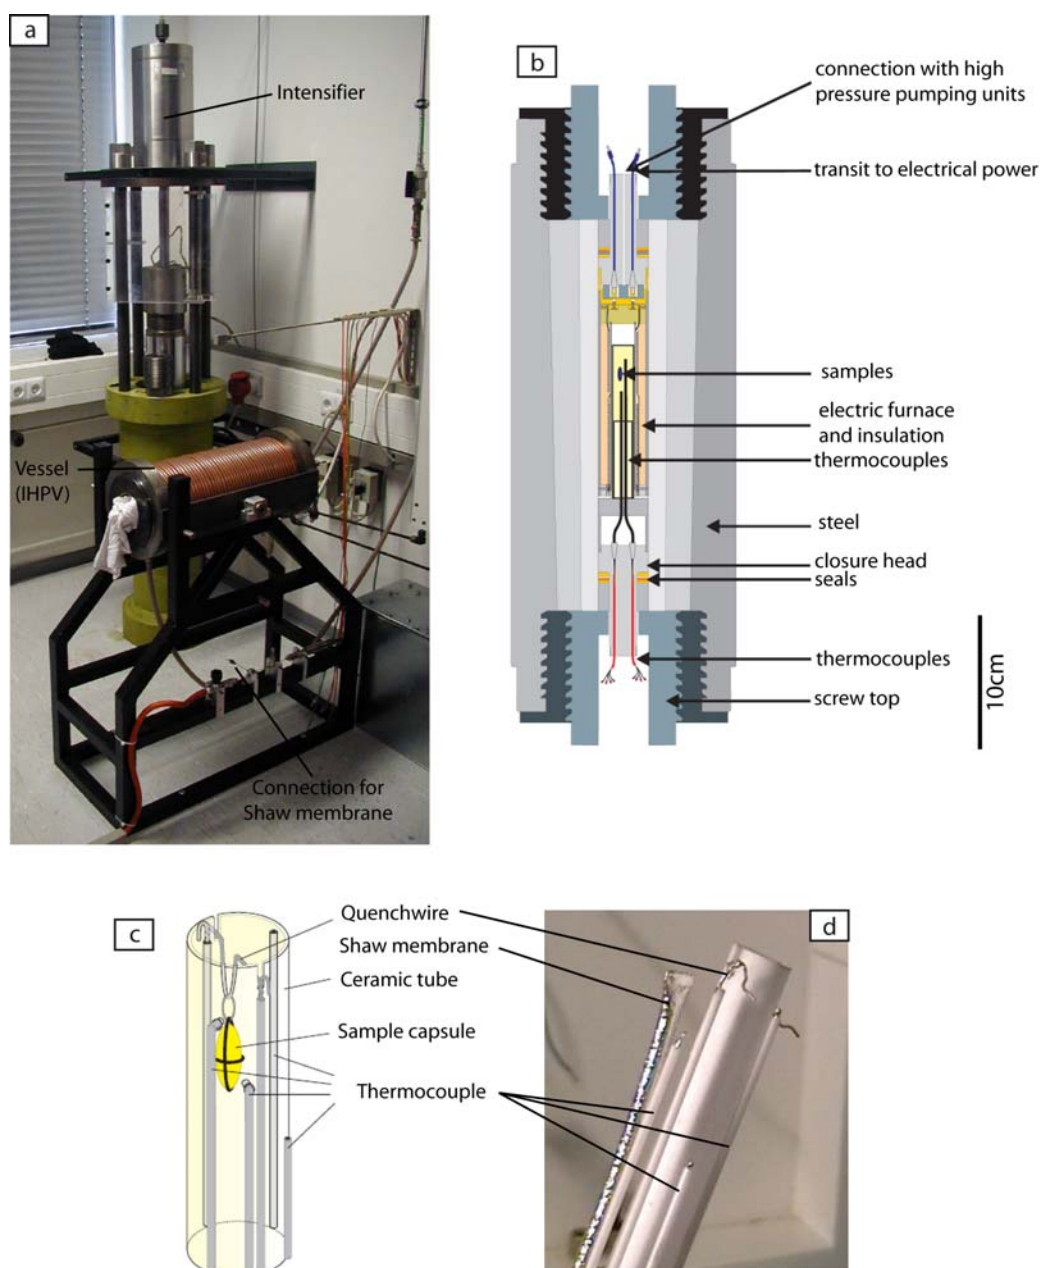 a
Intensifier
Vessel
(IHPV)
Connection for
Shaw membrane
b
connection with high
pressure pumping units
transit to electrical power
samples
electric furnace
and insulation
thermocouples
steel
closure head
seals
thermocouples
screw top
10cm
c
Quenchwire
Shaw membrane
Ceramic tube
Sample capsule
Thermocouple
d